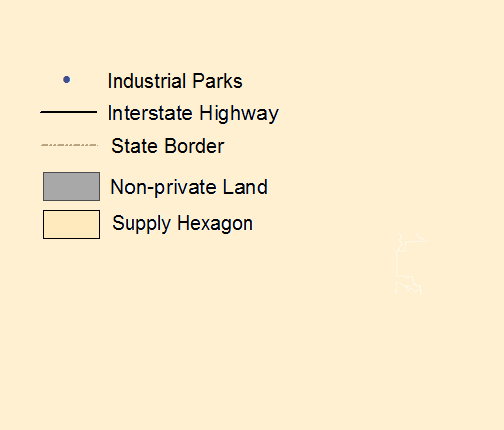 Industrial Parks
Interstate Highway
State Border
Non-private Land
Supply Hexagon